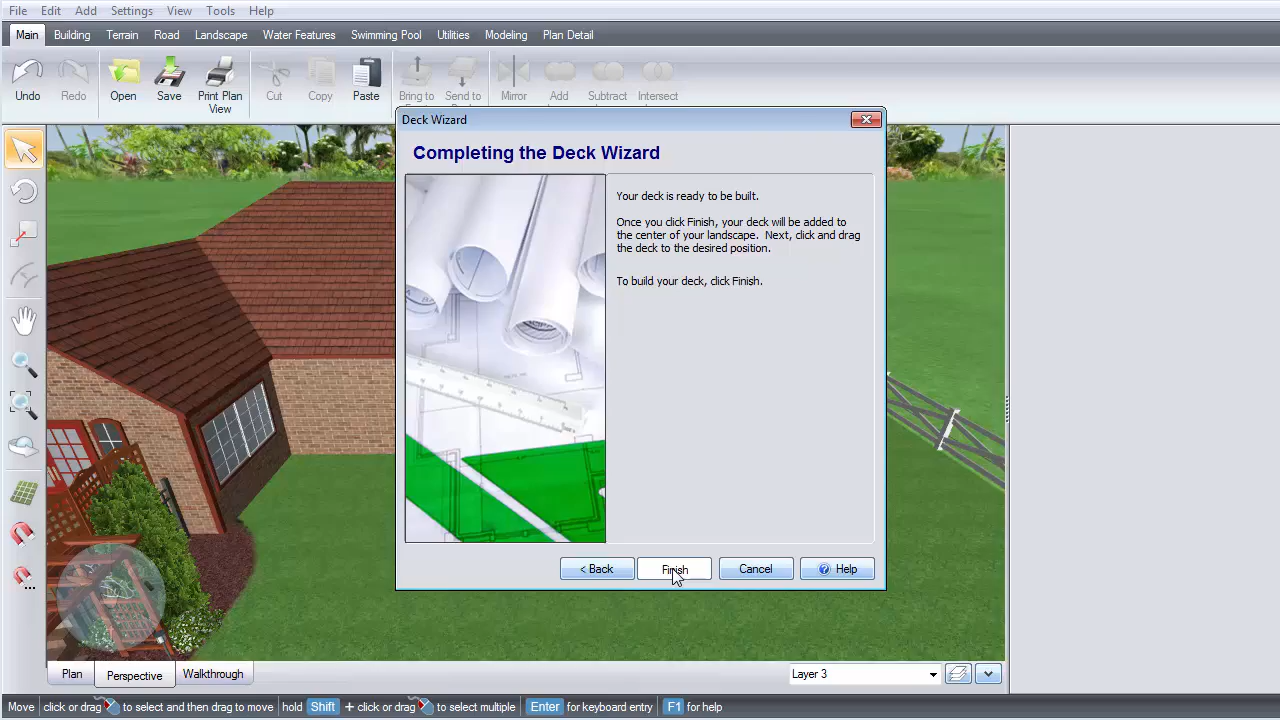 File Edit Add Settings View Tools Help
Main Building Terrain Road Landscape Water Features Swimming Pool Utilities Modeling Plan Detail
Undo Redo Open Save Print Plan View Cut Copy Paste Bring to Send to Mirror Add Subtract Intersect
Deck Wizard
Completing the Deck Wizard
Your deck is ready to be built.
Once you click Finish, your deck will be added to
the center of your landscape. Next, click and drag
the deck to the desired position.
To build your deck, click Finish.
< Back Finish Cancel Help
Plan Perspective Walkthrough Layer 3
Move click or drag to select and then drag to move hold Shift + click or drag to select multiple Enter for keyboard entry F1 for help